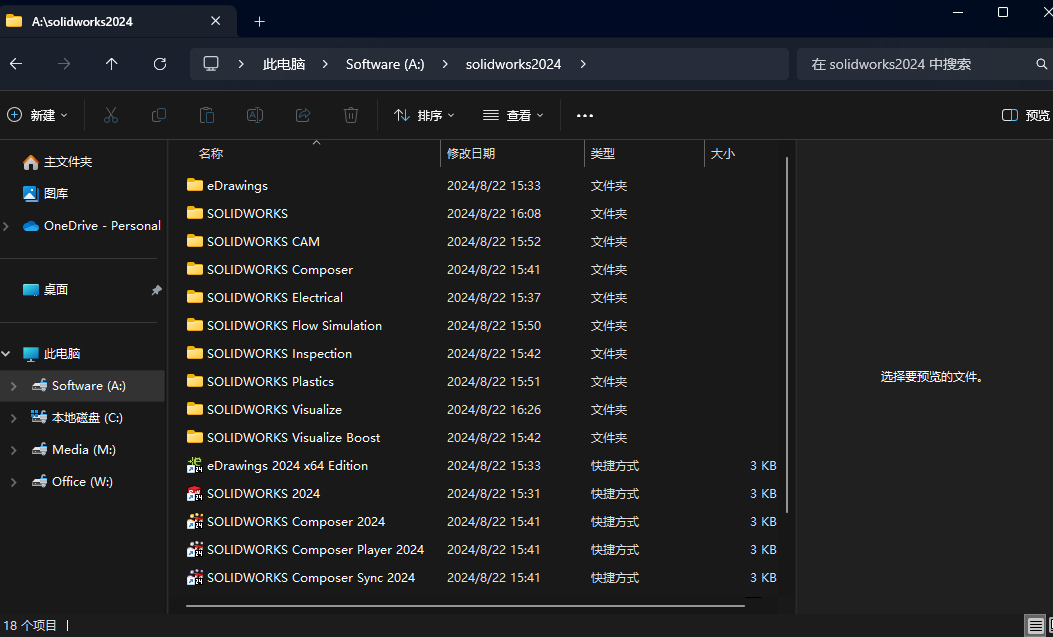 A:\solidworks2024
此电脑 Software (A:) solidworks2024 在 solidworks2024 中搜索
新建 排序 查看 预览
主文件夹
图库
OneDrive - Personal
桌面
此电脑
Software (A:)
本地磁盘 (C:)
Media (M:)
Office (W:)
名称 修改日期 类型 大小
eDrawings 2024/8/22 15:33 文件夹
SOLIDWORKS 2024/8/22 16:08 文件夹
SOLIDWORKS CAM 2024/8/22 15:52 文件夹
SOLIDWORKS Composer 2024/8/22 15:41 文件夹
SOLIDWORKS Electrical 2024/8/22 15:37 文件夹
SOLIDWORKS Flow Simulation 2024/8/22 15:50 文件夹
SOLIDWORKS Inspection 2024/8/22 15:42 文件夹
SOLIDWORKS Plastics 2024/8/22 15:51 文件夹
SOLIDWORKS Visualize 2024/8/22 16:26 文件夹
SOLIDWORKS Visualize Boost 2024/8/22 15:42 文件夹
eDrawings 2024 x64 Edition 2024/8/22 15:33 快捷方式 3 KB
SOLIDWORKS 2024 2024/8/22 15:31 快捷方式 3 KB
SOLIDWORKS Composer 2024 2024/8/22 15:41 快捷方式 3 KB
SOLIDWORKS Composer Player 2024 2024/8/22 15:41 快捷方式 3 KB
SOLIDWORKS Composer Sync 2024 2024/8/22 15:41 快捷方式 3 KB
选择要预览的文件。
18 个项目